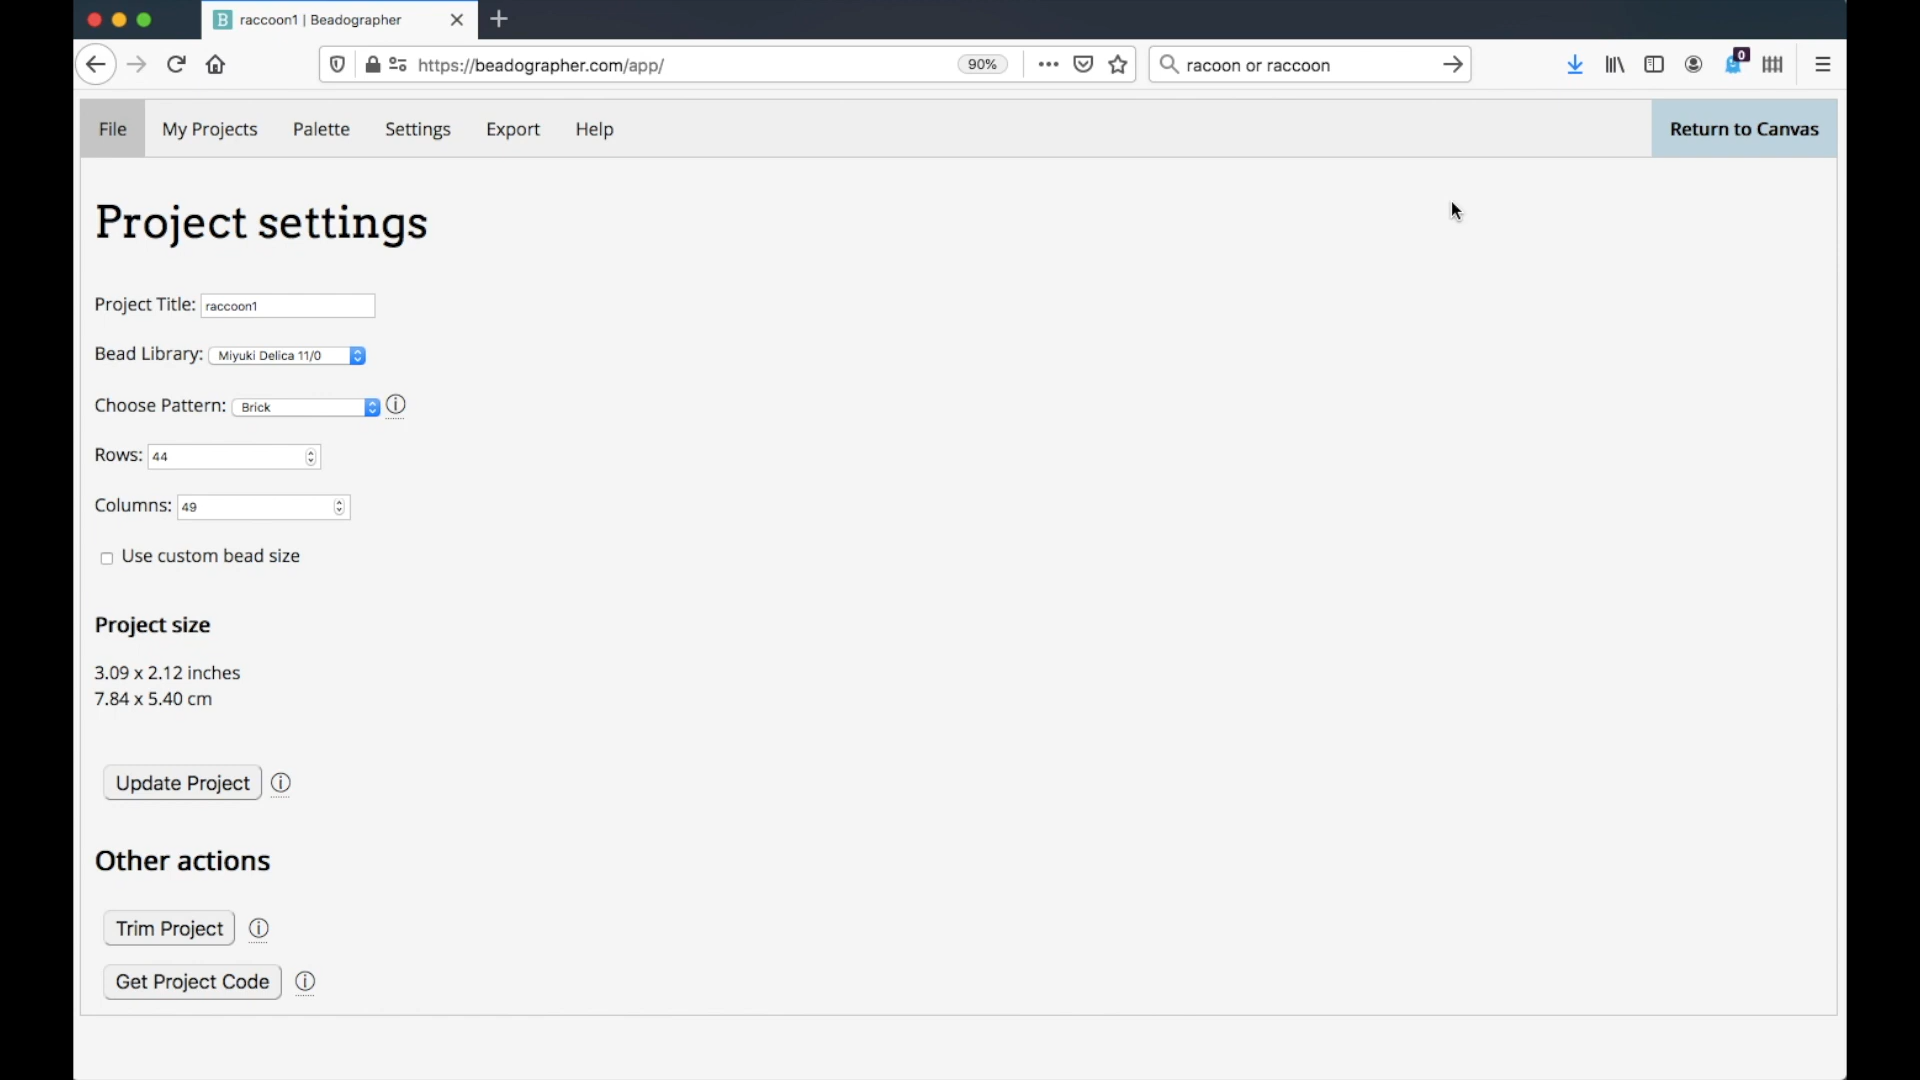 raccoon1 | Beadographer
https://beadographer.com/app/
90%
racoon or raccoon
0
File
My Projects
Palette
Settings
Export
Help
Return to Canvas
Project settings
Project Title: raccoon1
Bead Library: Miyuki Delica 11/0
Choose Pattern: Brick
Rows: 44
Columns: 49
Use custom bead size
Project size
3.09 x 2.12 inches
7.84 x 5.40 cm
Update Project
Other actions
Trim Project
Get Project Code